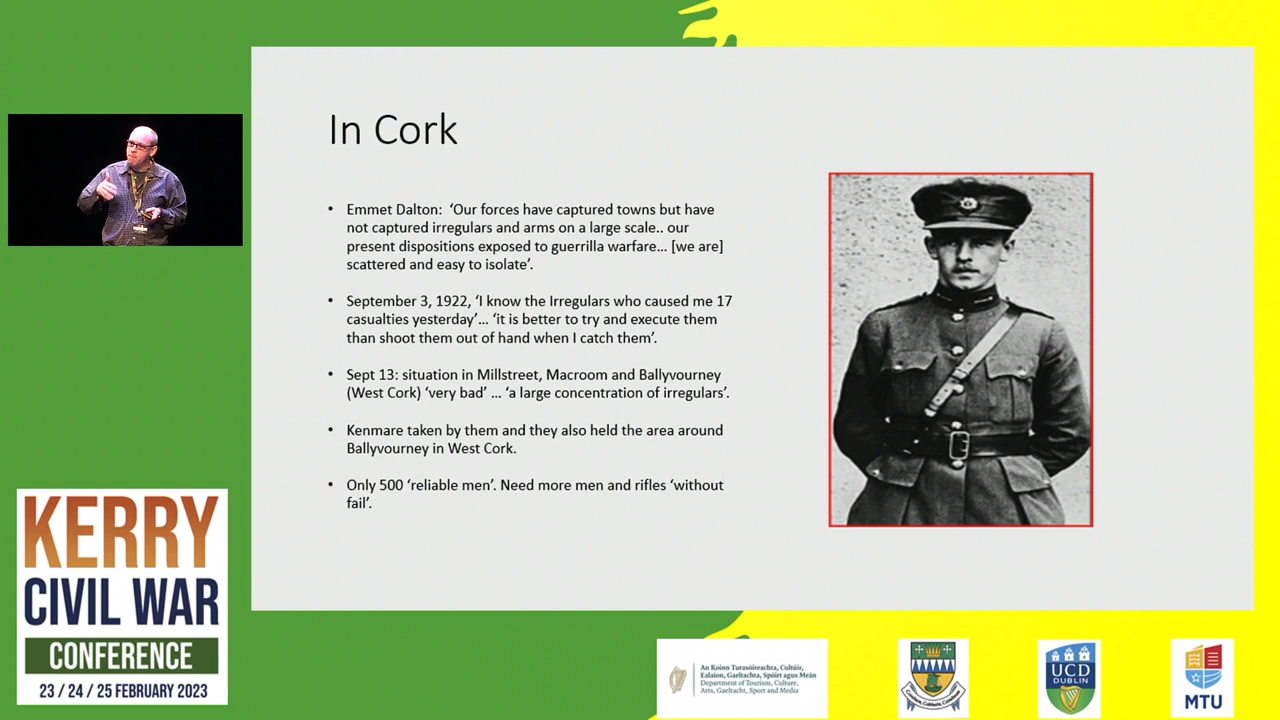 In Cork
• Emmet Dalton:  ‘Our forces have captured towns but have
not captured irregulars and arms on a large scale.. our
present dispositions exposed to guerrilla warfare… [we are]
scattered and easy to isolate’.
• September 3, 1922, ‘I know the Irregulars who caused me 17
casualties yesterday’… ‘it is better to try and execute them
than shoot them out of hand when I catch them’.
• Sept 13: situation in Millstreet, Macroom and Ballyvourney
(West Cork) ‘very bad’ … ‘a large concentration of irregulars’.
• Kenmare taken by them and they also held the area around
Ballyvourney in West Cork.
• Only 500 ‘reliable men’. Need more men and rifles ‘without
fail’.
KERRY
CIVIL WAR
CONFERENCE
23 / 24 / 25 FEBRUARY 2023
An Roinn Turasóireachta, Cultúir,
Ealaíon, Gaeltachta, Spóirt agus Meán
Department of Tourism, Culture,
Arts, Gaeltacht, Sport and Media
UCD
DUBLIN
MTU